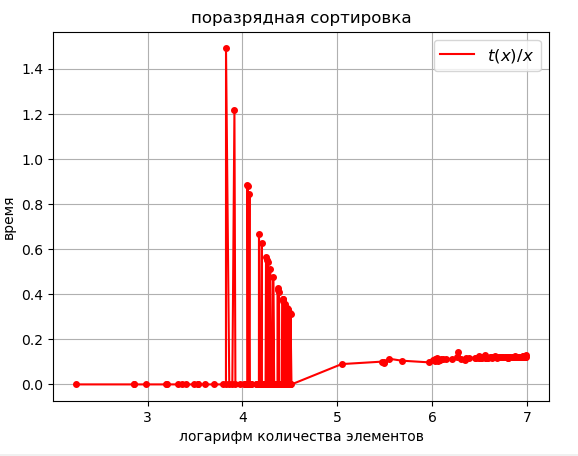 поразрядная сортировка
t(x)/x
время
1.4
1.2
1.0
0.8
0.6
0.4
0.2
0.0
3 4 5 6 7
логарифм количества элементов